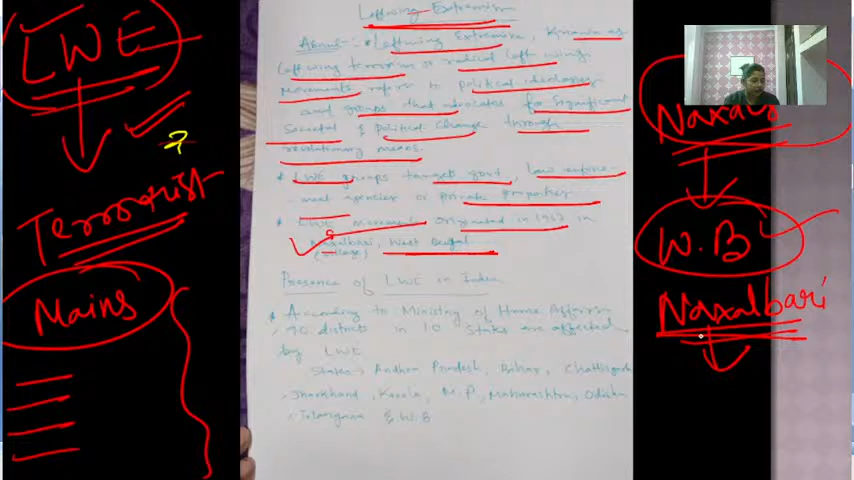 LWE
Terrorist
Mains
?
Leftwing Extremism
About :- * Leftwing Extremism, Known as
Left wing terrorism or radical left wing
Movements refers to political ideologies
and groups that advocates for significant
Societal & political change through
revolutionary means.
* LWE groups targets govt, law enforce-
ment agencies or private properties
* LWE movement originated in 1967 in
Naxalbari, West Bengal
(village)
Presence of LWE in India
* According to Ministry of Home Affairs
90 districts in 10 states are affected
by LWE
States → Andhra Pradesh, Bihar, Chattisgarh
, Jharkhand, Kerala, M.P, Maharashtra, Odisha
, Telangana & W.B
Naxals
W.B
Naxalbari